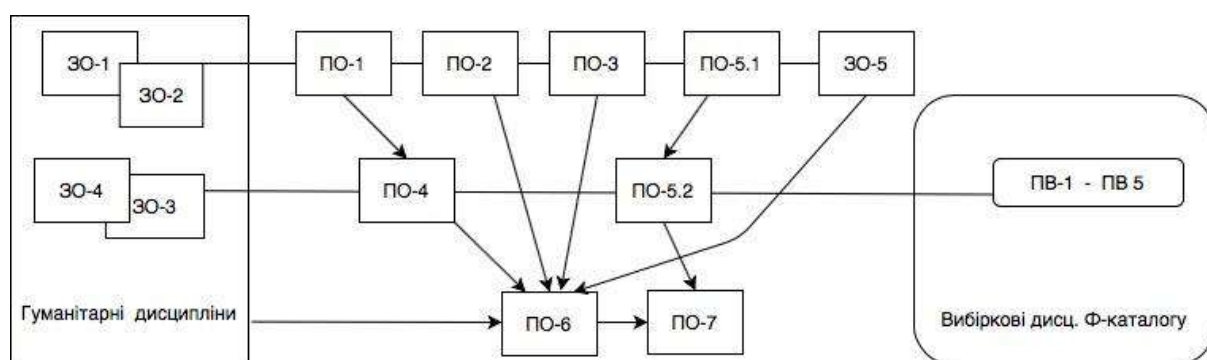 ЗО-1
ЗО-2
ПО-1
ПО-2
ПО-3
ПО-5.1
ЗО-5
ЗО-4
ЗО-3
ПО-4
ПО-5.2
ПВ-1 - ПВ 5
Гуманітарні дисципліни
ПО-6
ПО-7
Вибіркові дисц. Ф-каталогу